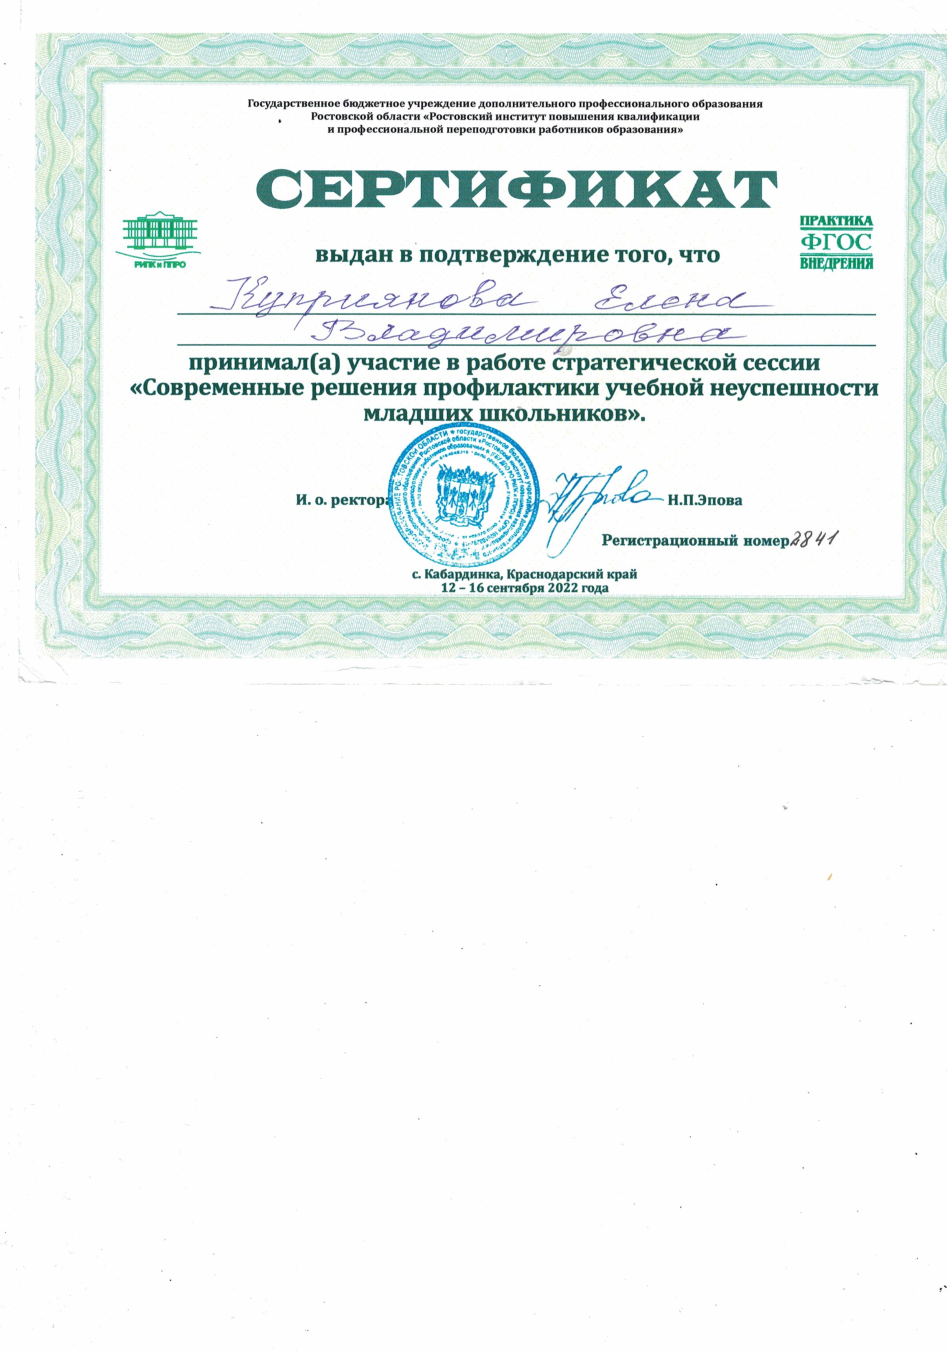 Государственное бюджетное учреждение дополнительного профессионального образования
Ростовской области «Ростовский институт повышения квалификации
и профессиональной переподготовки работников образования»
СЕРТИФИКАТ
РИПК и ППРО
ПРАКТИКА
ФГОС
ВНЕДРЕНИЯ
выдан в подтверждение того, что
Куприянова Елена
Владимировна
принимал(а) участие в работе стратегической сессии
«Современные решения профилактики учебной неуспешности
младших школьников».
И. о. ректора
Н.П.Эпова
Регистрационный номер 2841
с. Кабардинка, Краснодарский край
12 – 16 сентября 2022 года